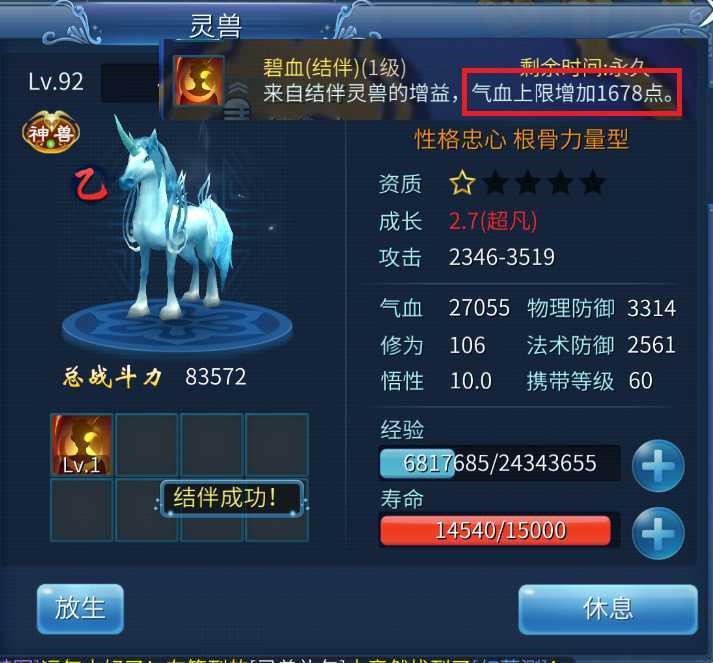 灵兽
碧血(结伴)(1级)
剩余时间:永久
来自结伴灵兽的增益，气血上限增加1678点。
Lv.92
神兽
乙
性格忠心 根骨力量型
资质
成长 2.7(超凡)
攻击 2346-3519
气血 27055 物理防御 3314
修为 106 法术防御 2561
悟性 10.0 携带等级 60
总战斗力 83572
经验
6817685/24343655
寿命
14540/15000
Lv.1
结伴成功！
放生
休息